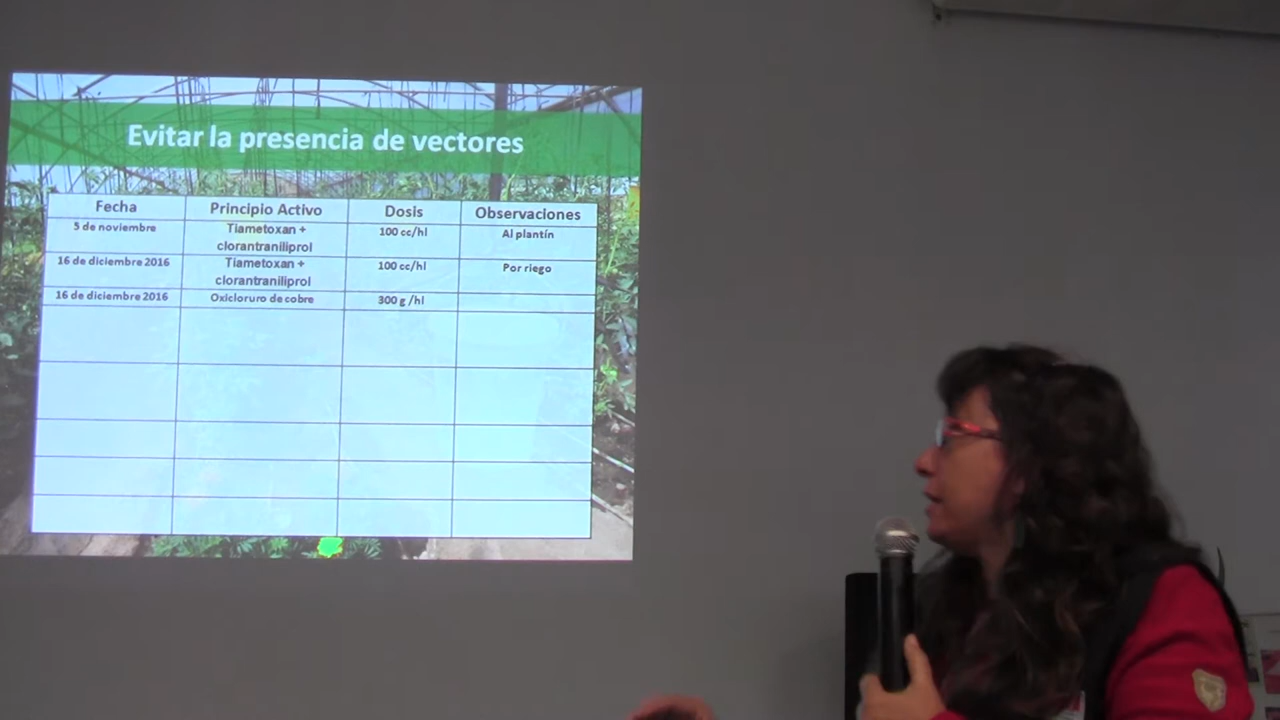 Evitar la presencia de vectores
Fecha Principio Activo Dosis Observaciones
5 de noviembre Tiametoxan + clorantraniliprol 100 cc/hl Al plantín
16 de diciembre 2016 Tiametoxan + clorantraniliprol 100 cc/hl Por riego
16 de diciembre 2016 Oxicloruro de cobre 300 g /hl